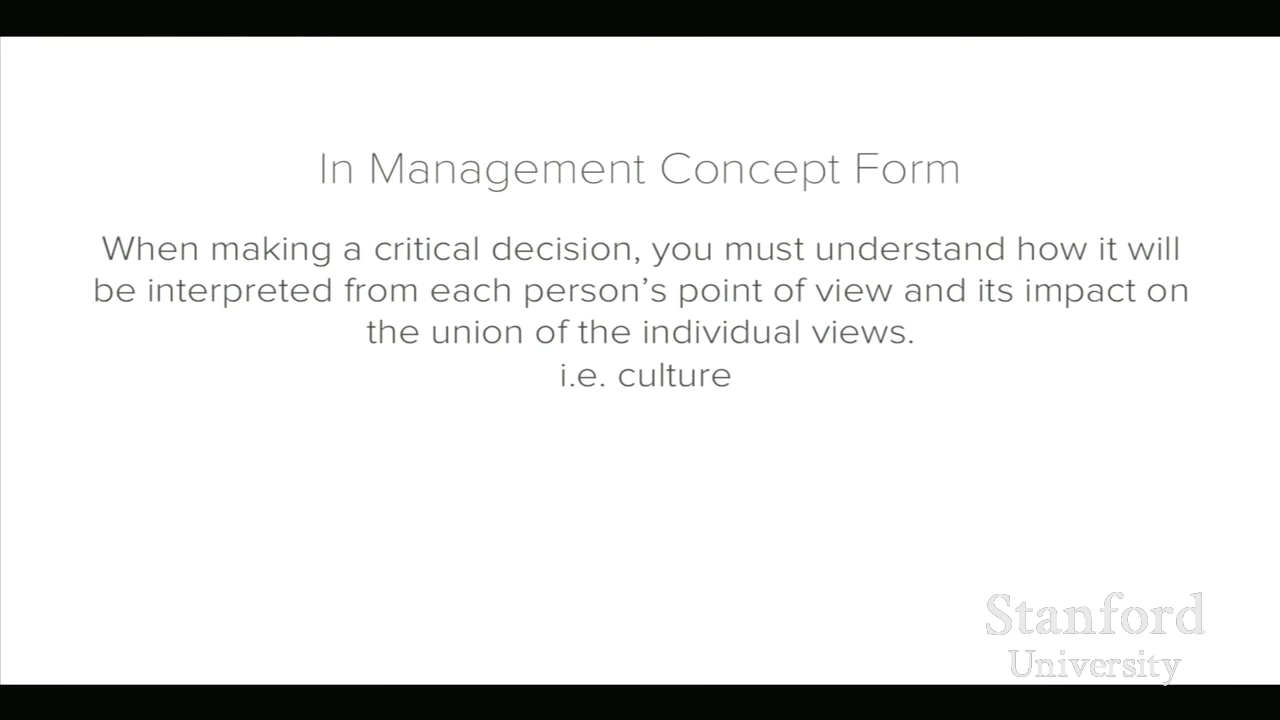 In Management Concept Form
When making a critical decision, you must understand how it will
be interpreted from each person’s point of view and its impact on
the union of the individual views.
i.e. culture
Stanford
University